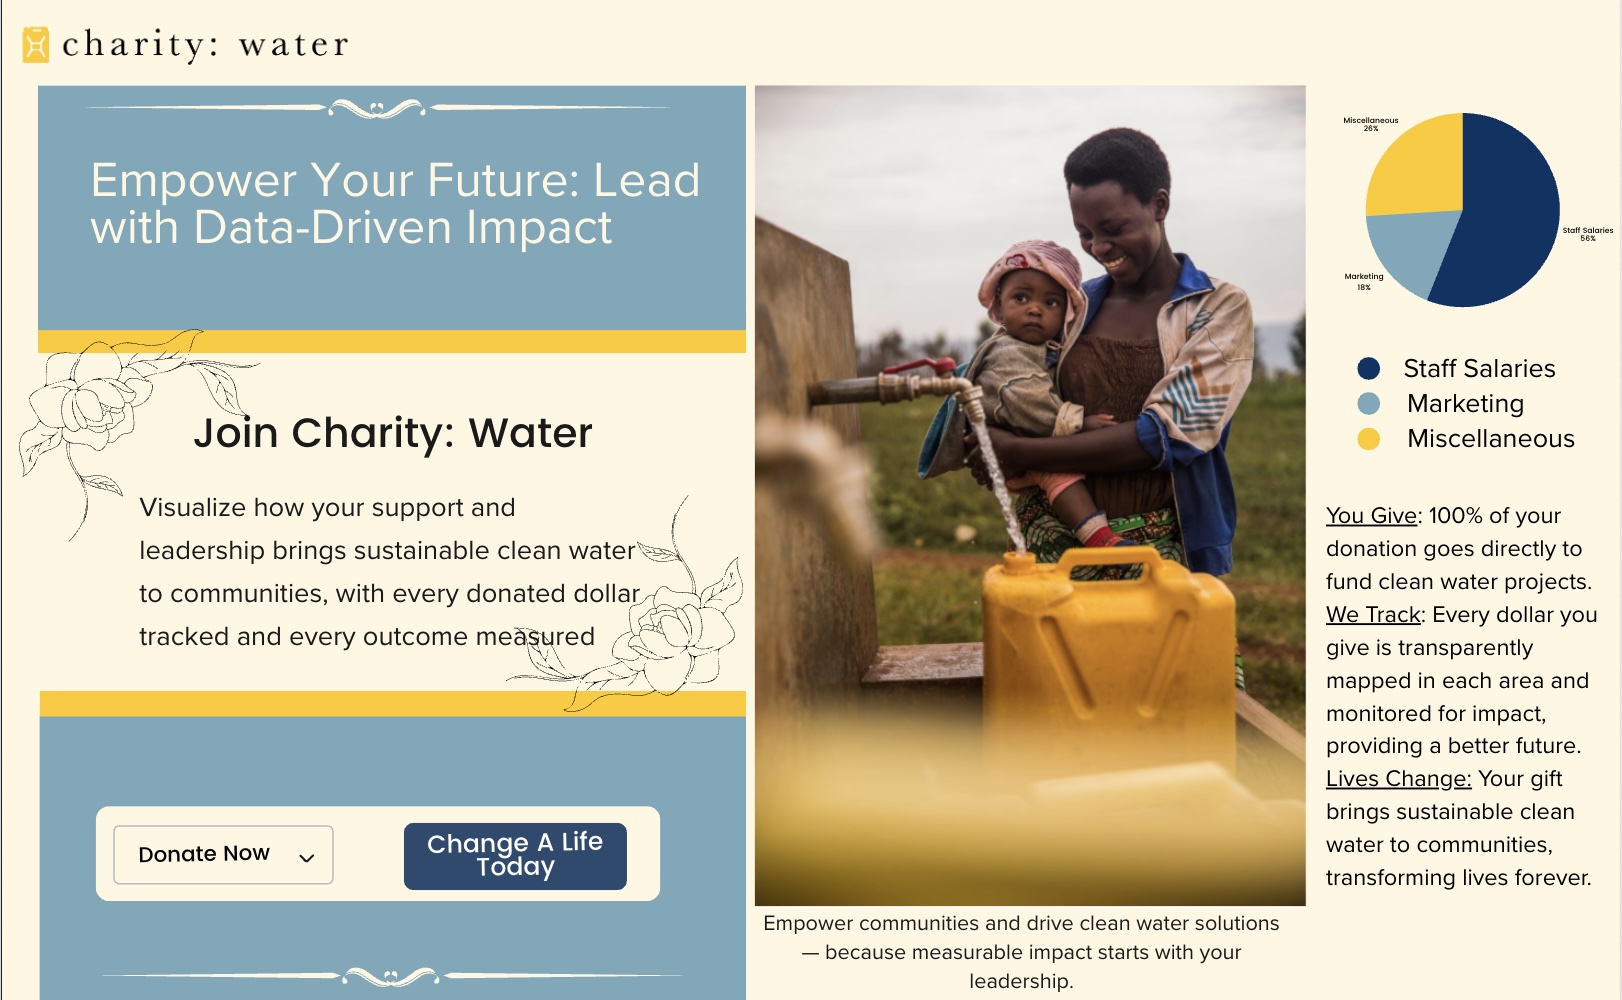 charity: water
Empower Your Future: Lead
with Data-Driven Impact
Join Charity: Water
Visualize how your support and
leadership brings sustainable clean water
to communities, with every donated dollar
tracked and every outcome measured
Donate Now
Change A Life
Today
Empower communities and drive clean water solutions
— because measurable impact starts with your
leadership.
Miscellaneous
26%
Staff Salaries
56%
Marketing
18%
Staff Salaries
Marketing
Miscellaneous
You Give: 100% of your
donation goes directly to
fund clean water projects.
We Track: Every dollar you
give is transparently
mapped in each area and
monitored for impact,
providing a better future.
Lives Change: Your gift
brings sustainable clean
water to communities,
transforming lives forever.